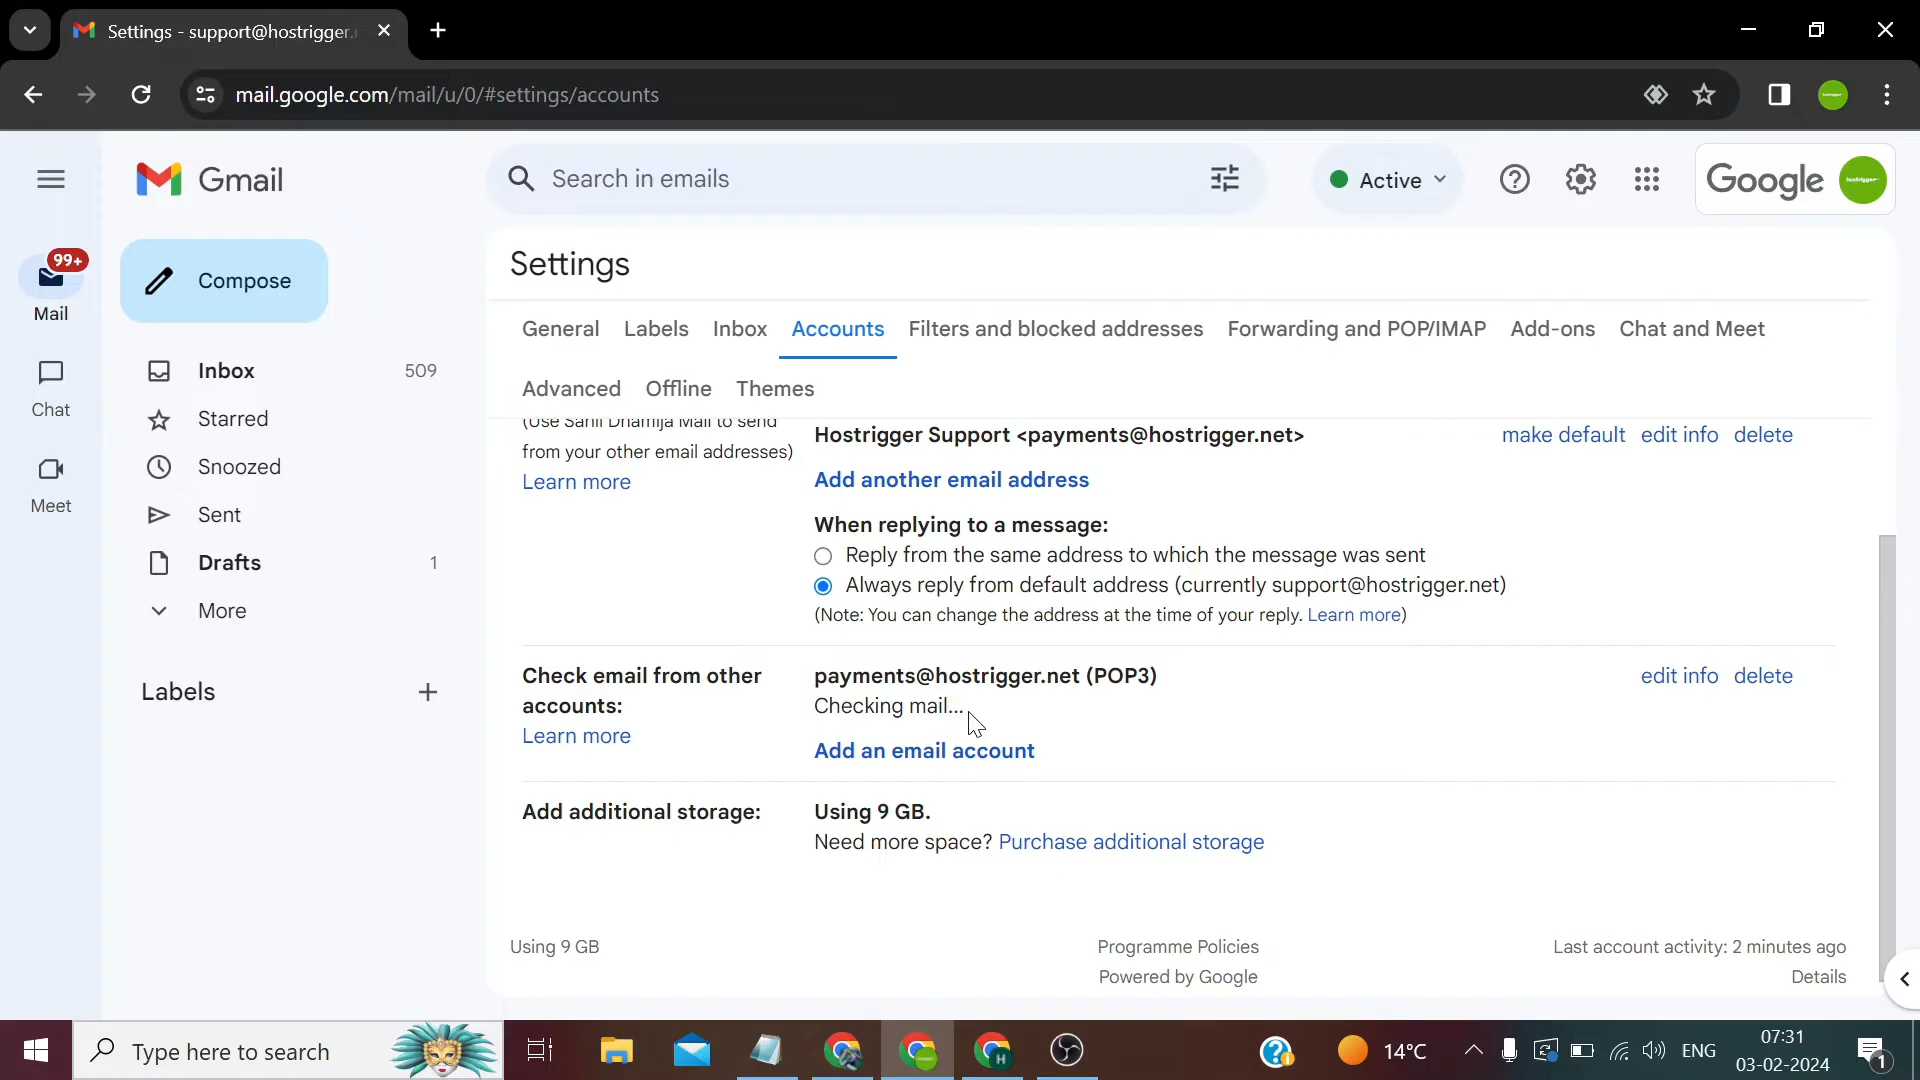 Settings - support@hostrigger.
mail.google.com/mail/u/0/#settings/accounts
Gmail
Search in emails
Active
Google
99+
Mail
Chat
Meet
Compose
Inbox 509
Starred
Snoozed
Sent
Drafts 1
More
Labels
Settings
General Labels Inbox Accounts Filters and blocked addresses Forwarding and POP/IMAP Add-ons Chat and Meet
Advanced Offline Themes
(Use Sahil Dhamija Mail to send
from your other email addresses)
Learn more
Hostrigger Support <payments@hostrigger.net> make default edit info delete
Add another email address
When replying to a message:
Reply from the same address to which the message was sent
Always reply from default address (currently support@hostrigger.net)
(Note: You can change the address at the time of your reply. Learn more)
Check email from other
accounts:
Learn more
payments@hostrigger.net (POP3) edit info delete
Checking mail...
Add an email account
Add additional storage:
Using 9 GB.
Need more space? Purchase additional storage
Using 9 GB
Programme Policies
Powered by Google
Last account activity: 2 minutes ago
Details
Type here to search
14°C
ENG
07:31
03-02-2024
1